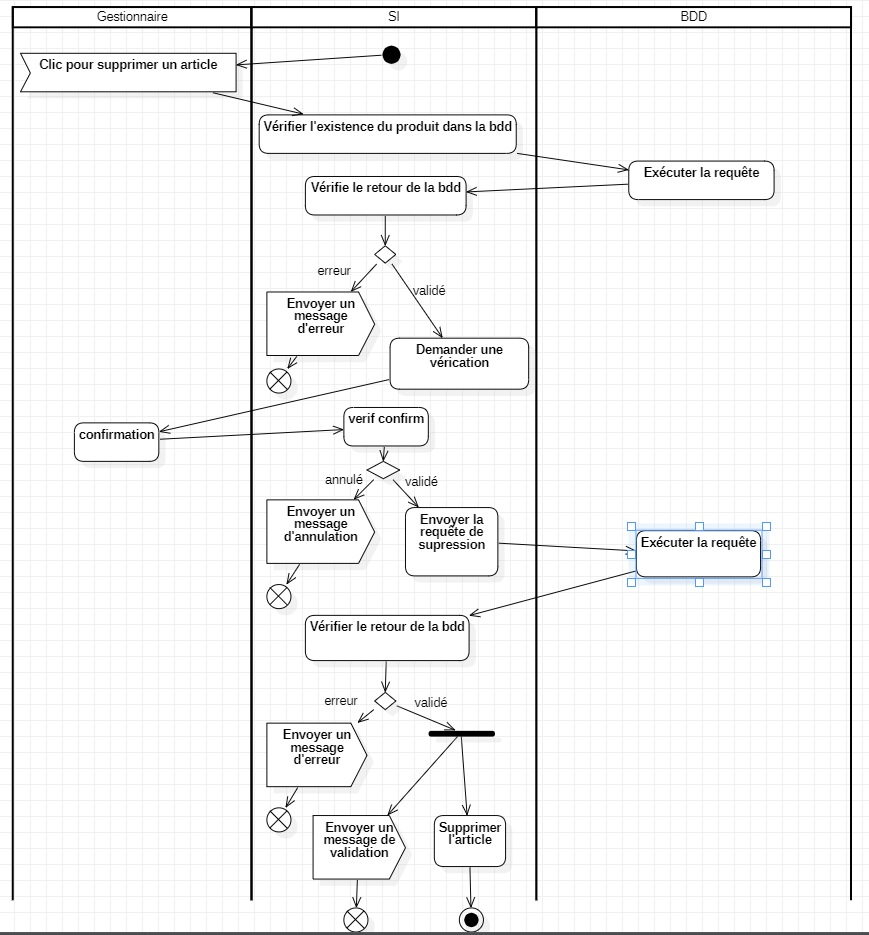 Gestionnaire
SI
BDD
Clic pour supprimer un article
Vérifier l'existence du produit dans la bdd
Exécuter la requête
Vérifie le retour de la bdd
erreur
validé
Envoyer un
message
d'erreur
Demander une
vérication
confirmation
verif confirm
annulé
validé
Envoyer un
message
d'annulation
Envoyer la
requête de
supression
Exécuter la requête
Vérifier le retour de la bdd
erreur
validé
Envoyer un
message
d'erreur
Envoyer un
message de
validation
Supprimer
l'article